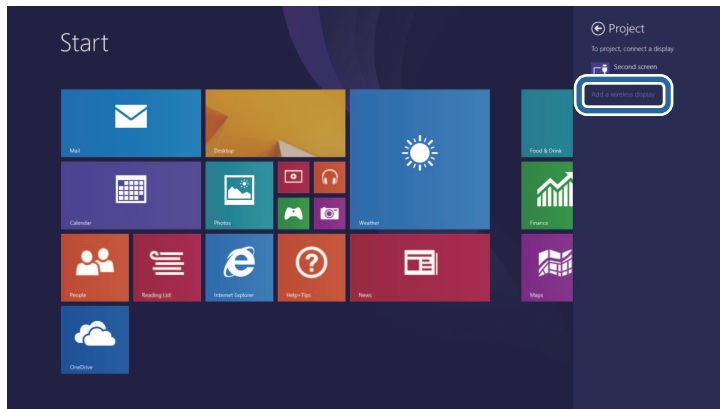 Start
Project
To project, connect a display.
Second screen
Add a wireless display
Mail
Desktop
Weather
Food & Drink
Calendar
Photos
Finance
People
Reading List
Internet Explorer
Help+Tips
News
Maps
OneDrive